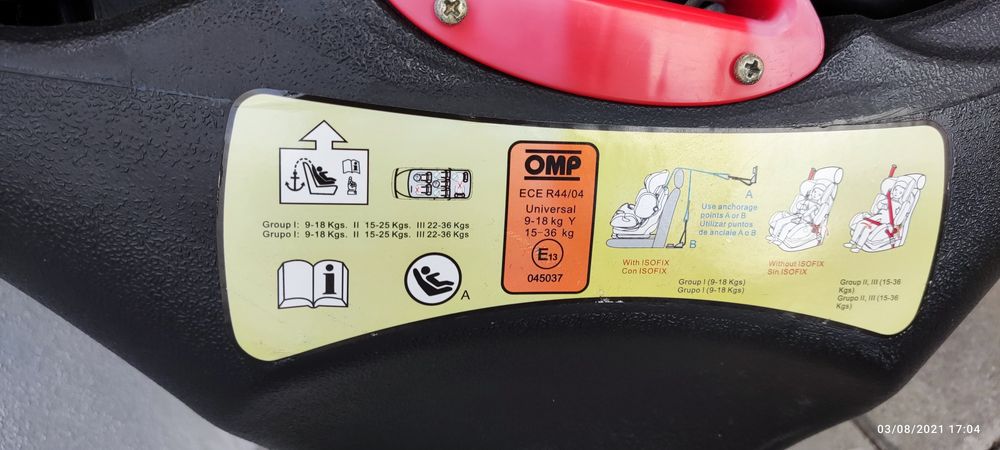 Group I: 9-18 Kgs. II 15-25 Kgs. III 22-36 Kgs
Grupo I: 9-18 Kgs. II 15-25 Kgs. III 22-36 Kgs
A
OMP
ECE R44/04
Universal
9-18 kg Y
15-36 kg
E13
045037
A
Use anchorage
points A or B
Utilizar puntos
de anclaje A o B
B
With ISOFIX
Con ISOFIX
Group I (9-18 Kgs)
Grupo I (9-18 Kgs)
Without ISOFIX
Sin ISOFIX
Group II, III (15-36
Kgs)
Grupo II, III (15-36
Kgs)
03/08/2021 17:04